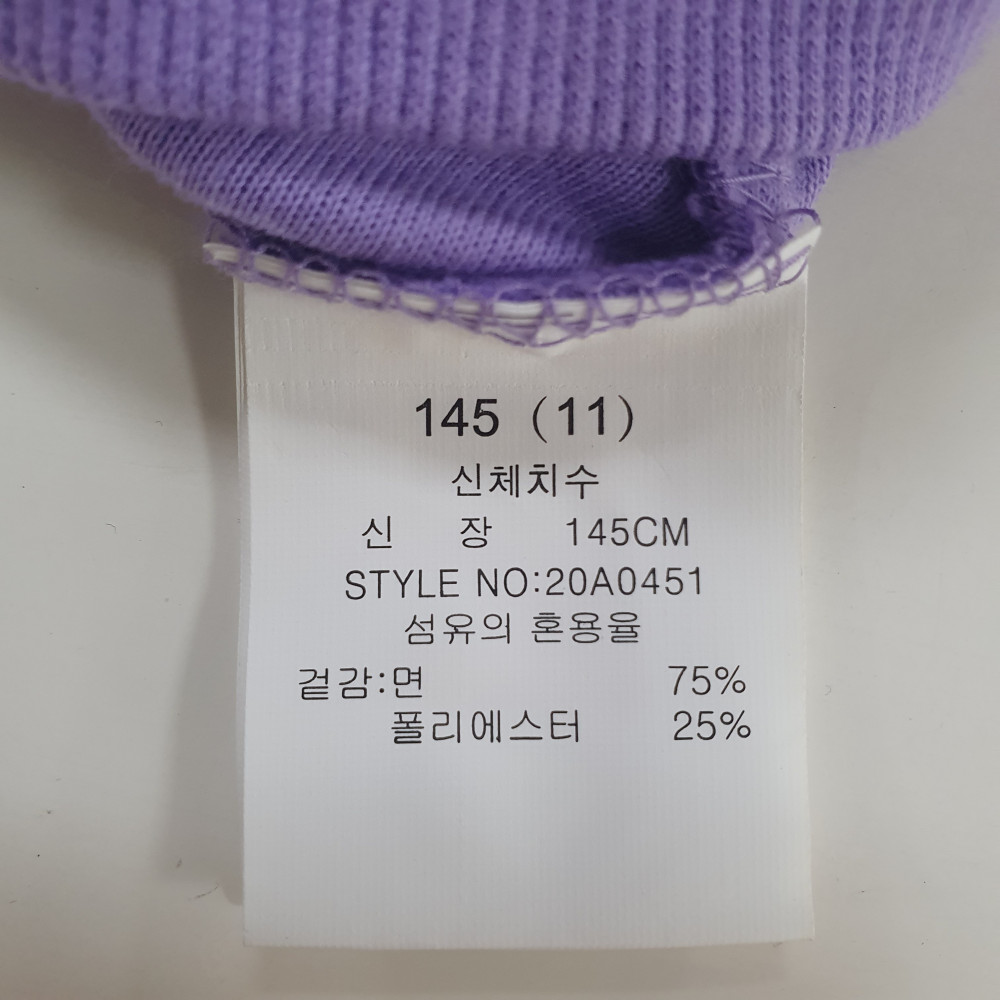 145 (11)
신체치수
신 장 145CM
STYLE NO:20A0451
섬유의 혼용율
겉감:면 75%
폴리에스터 25%